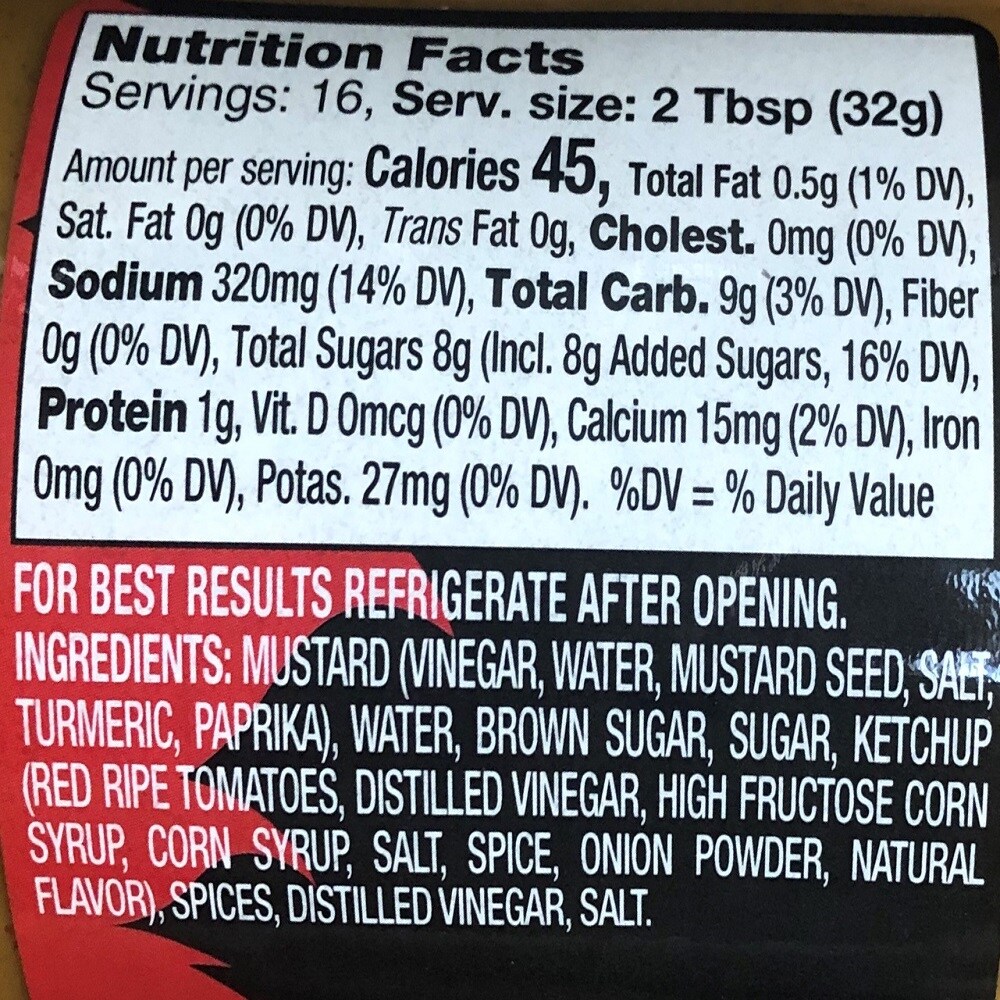 Nutrition Facts
Servings: 16, Serv. size: 2 Tbsp (32g)
Amount per serving: Calories 45, Total Fat 0.5g (1% DV),
Sat. Fat 0g (0% DV), Trans Fat 0g, Cholest. 0mg (0% DV),
Sodium 320mg (14% DV), Total Carb. 9g (3% DV), Fiber
0g (0% DV), Total Sugars 8g (Incl. 8g Added Sugars, 16% DV),
Protein 1g, Vit. D 0mcg (0% DV), Calcium 15mg (2% DV), Iron
0mg (0% DV), Potas. 27mg (0% DV). %DV = % Daily Value
FOR BEST RESULTS REFRIGERATE AFTER OPENING.
INGREDIENTS: MUSTARD (VINEGAR, WATER, MUSTARD SEED, SALT,
TURMERIC, PAPRIKA), WATER, BROWN SUGAR, SUGAR, KETCHUP
(RED RIPE TOMATOES, DISTILLED VINEGAR, HIGH FRUCTOSE CORN
SYRUP, CORN SYRUP, SALT, SPICE, ONION POWDER, NATURAL
FLAVOR), SPICES, DISTILLED VINEGAR, SALT.